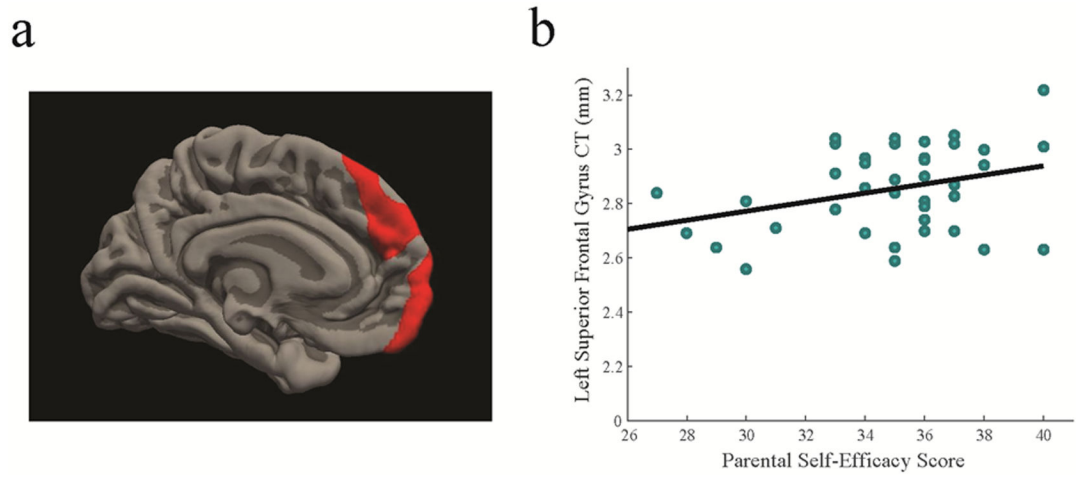 a
b
Left Superior Frontal Gyrus CT (mm)
3.2
3
2.8
2.6
2.4
2.2
0
26 28 30 32 34 36 38 40
Parental Self-Efficacy Score